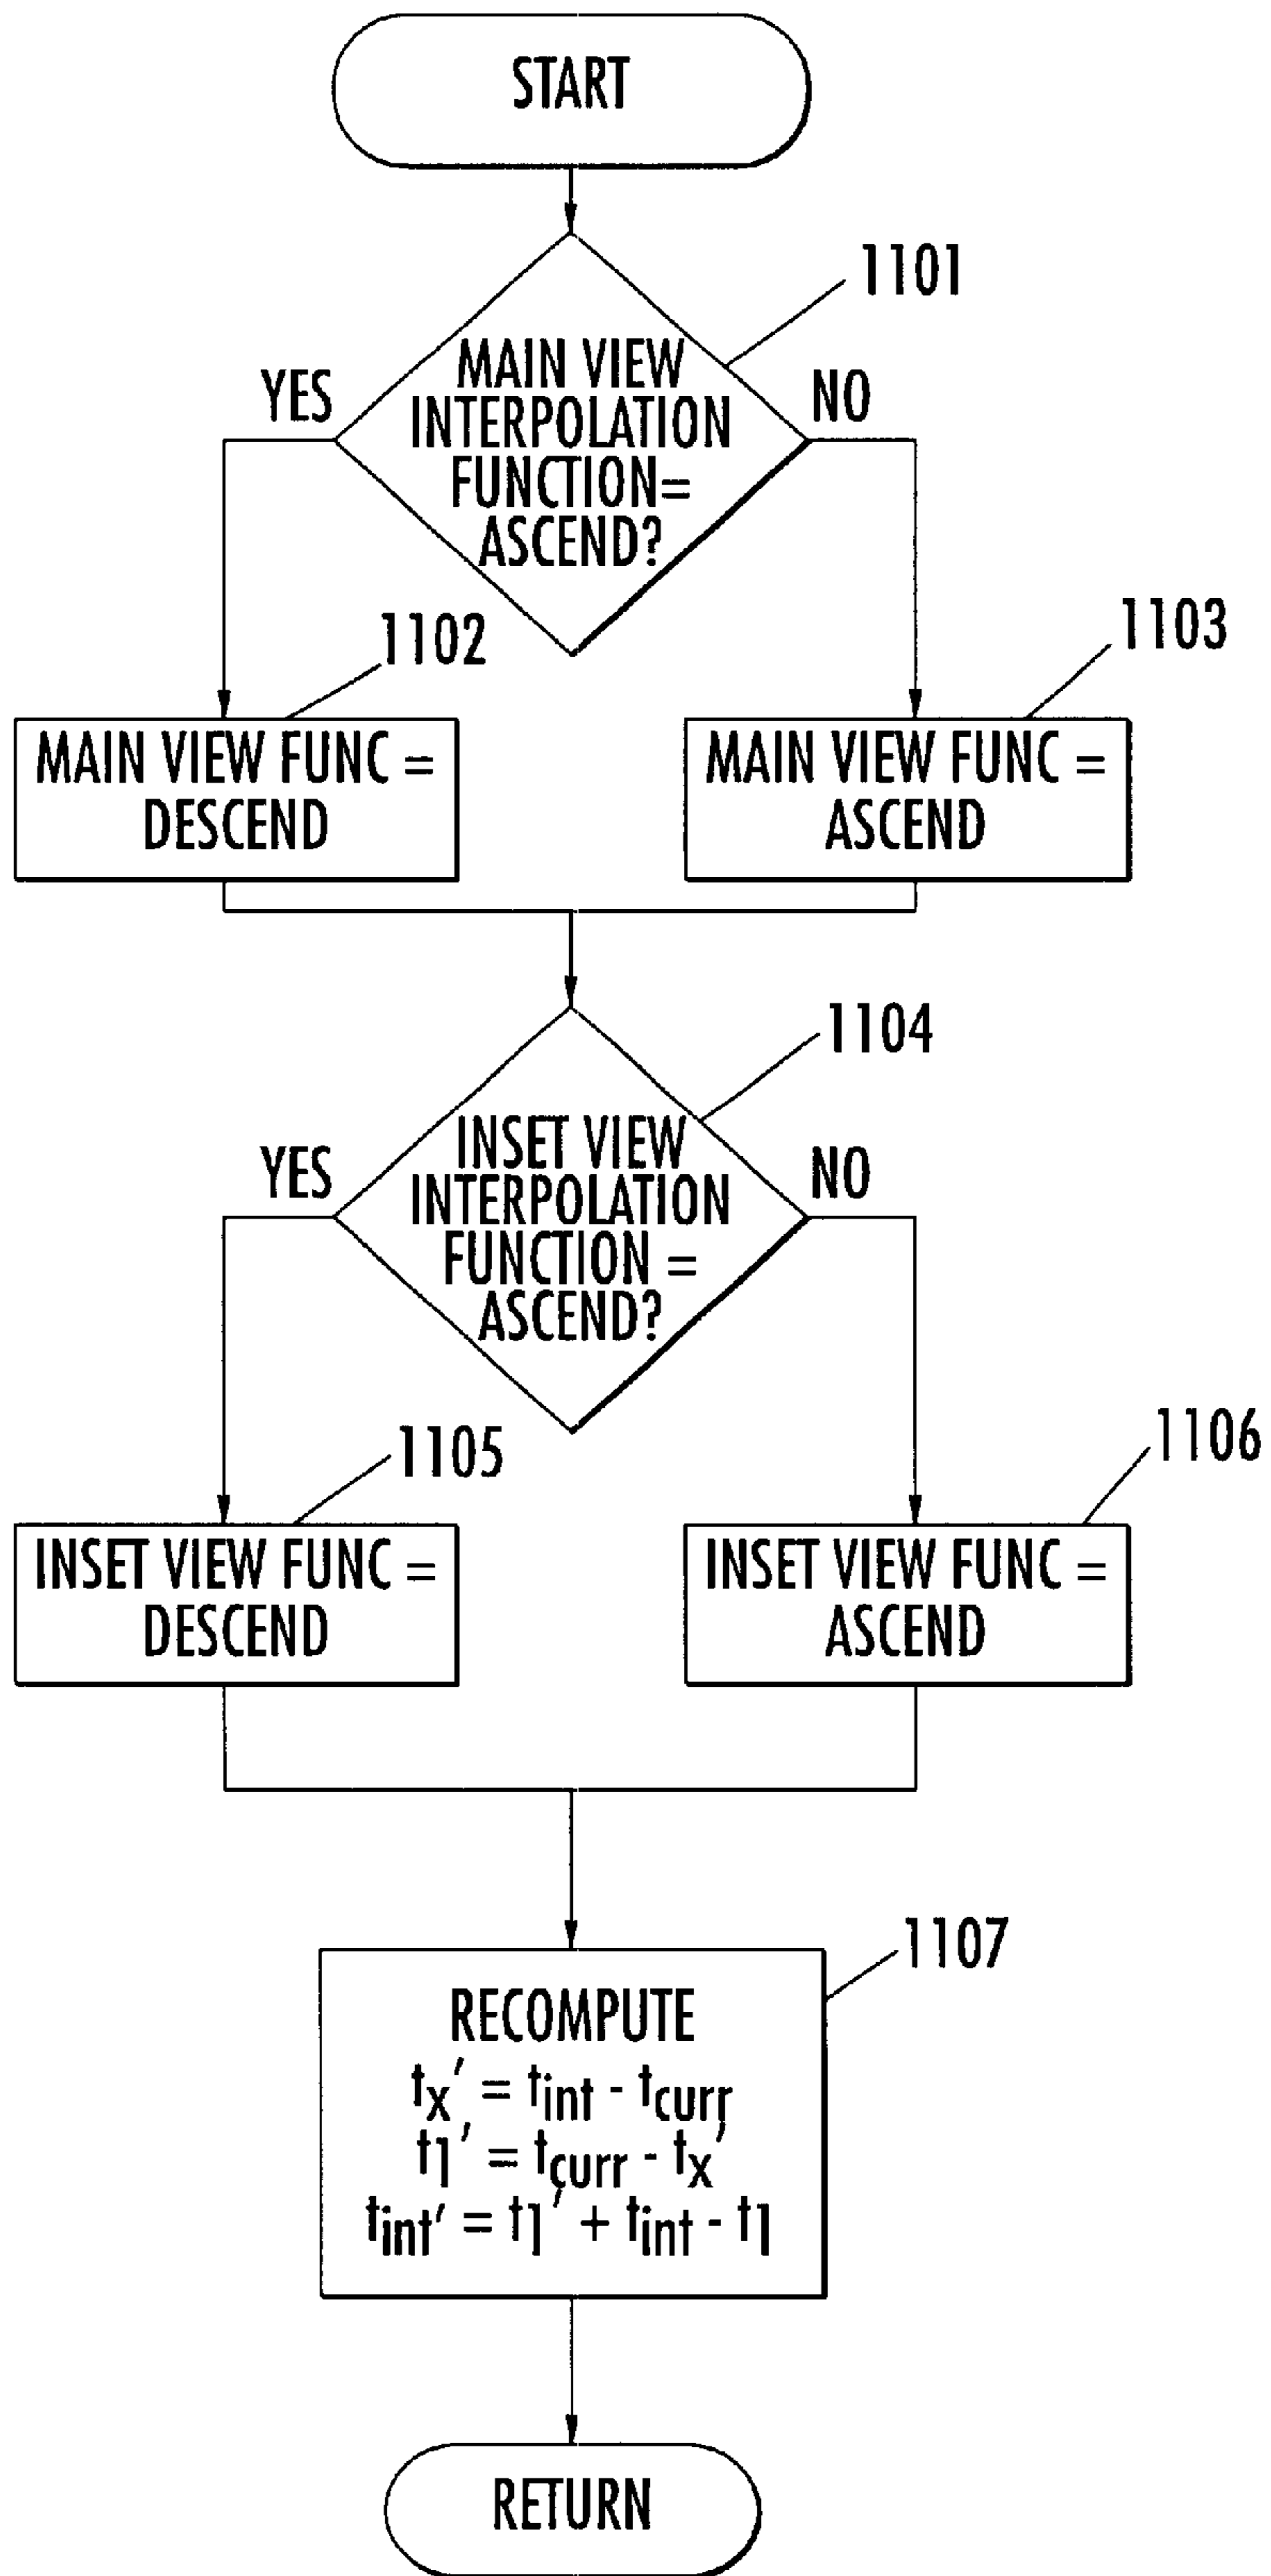 START
1101
YES
NO
MAIN VIEW
INTERPOLATION
FUNCTION=
ASCEND?
1102
1103
MAIN VIEW FUNC =
DESCEND
MAIN VIEW FUNC =
ASCEND
1104
YES
NO
INSET VIEW
INTERPOLATION
FUNCTION =
ASCEND?
1105
1106
INSET VIEW FUNC =
DESCEND
INSET VIEW FUNC =
ASCEND
1107
RECOMPUTE
tx' = tint - tcurr
t1' = tcurr - tx'
tint' = t1' + tint - t1
RETURN